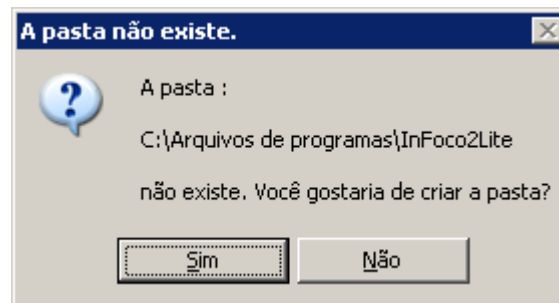 A pasta não existe.
A pasta :
C:\Arquivos de programas\InFoco2Lite
não existe. Você gostaria de criar a pasta?
Sim Não